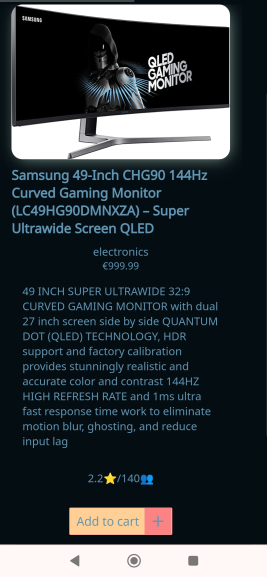 SAMSUNG
QLED
GAMING
MONITOR
Samsung 49-Inch CHG90 144Hz
Curved Gaming Monitor
(LC49HG90DMNXZA) – Super
Ultrawide Screen QLED
electronics
€999.99
49 INCH SUPER ULTRAWIDE 32:9
CURVED GAMING MONITOR with dual
27 inch screen side by side QUANTUM
DOT (QLED) TECHNOLOGY, HDR
support and factory calibration
provides stunningly realistic and
accurate color and contrast 144HZ
HIGH REFRESH RATE and 1ms ultra
fast response time work to eliminate
motion blur, ghosting, and reduce
input lag
2.2⭐/140👥
Add to cart +